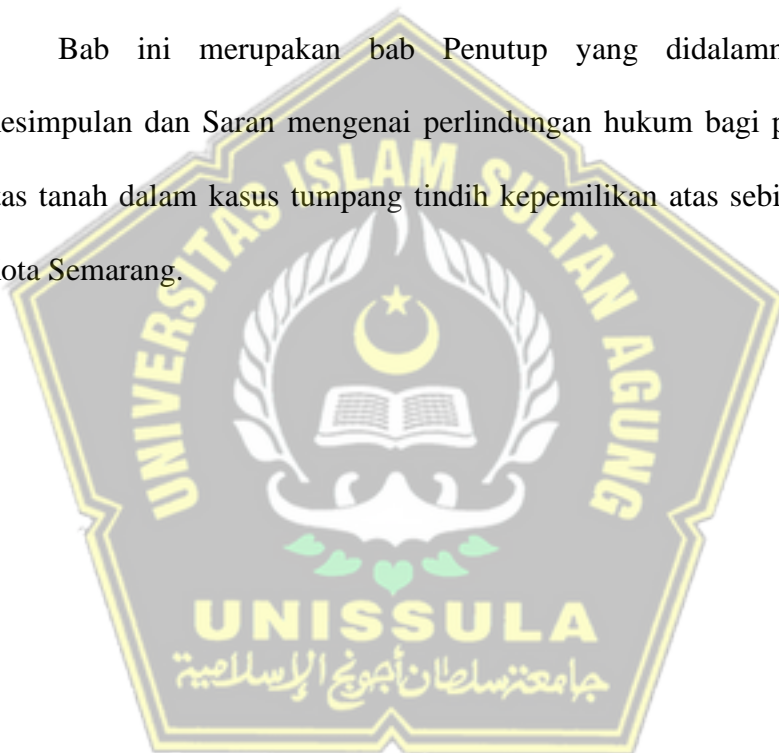 Bab ini merupakan bab Penutup yang didalamn
esimpulan dan Saran mengenai perlindungan hukum bagi p
tas tanah dalam kasus tumpang tindih kepemilikan atas sebi
ota Semarang.
UNIVERSITAS ISLAM SULTAN AGUNG
UNISSULA
جامعة سلطان أجونج الإسلامية